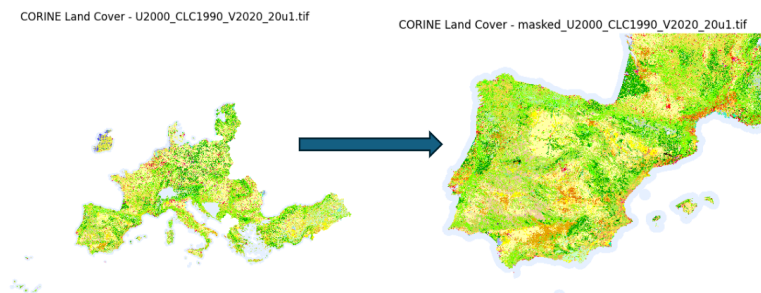 CORINE Land Cover - U2000_CLC1990_V2020_20u1.tif
CORINE Land Cover - masked_U2000_CLC1990_V2020_20u1.tif